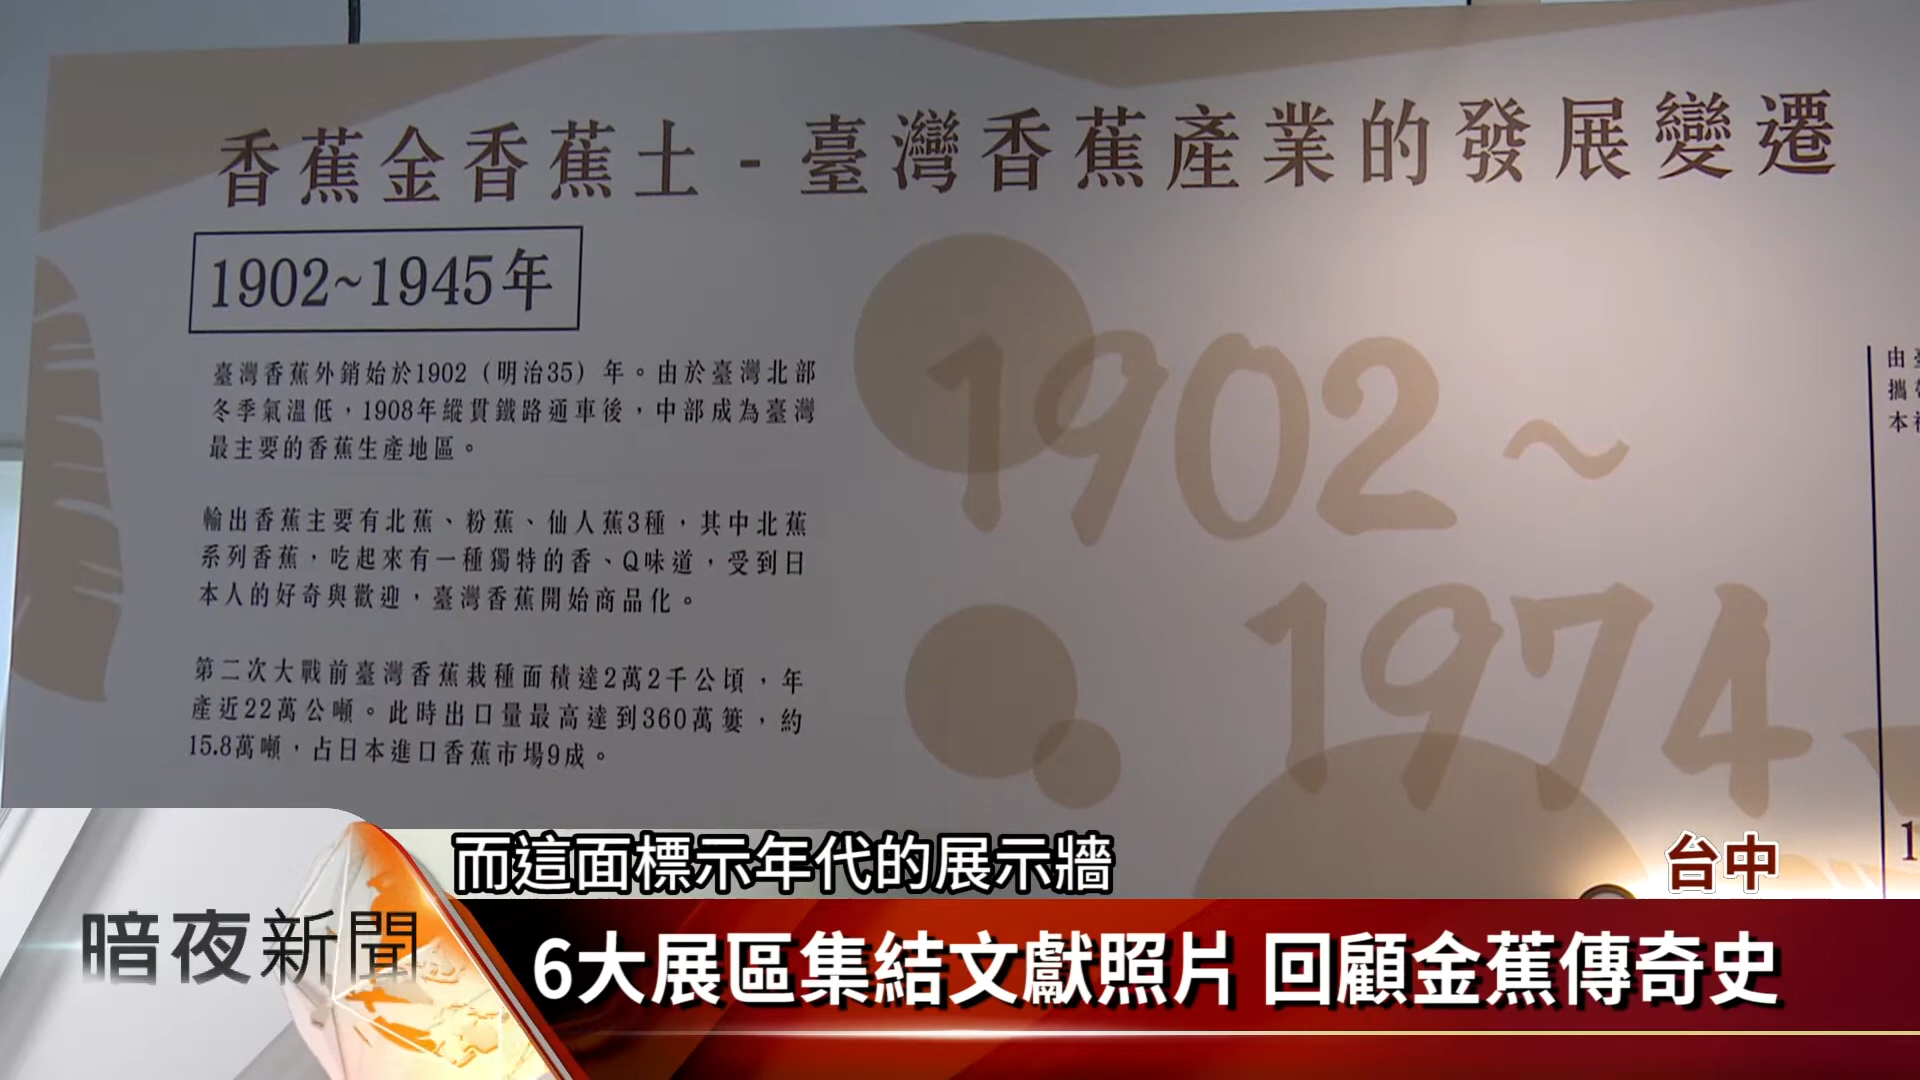 香蕉金香蕉土-臺灣香蕉產業的發展變遷
1902~1945年
臺灣香蕉外銷始於1902（明治35）年。由於臺灣北部
冬季氣溫低，1908年縱貫鐵路通車後，中部成為臺灣
最主要的香蕉生產地區。
輸出香蕉主要有北蕉、粉蕉、仙人蕉3種，其中北蕉
系列香蕉，吃起來有一種獨特的香、Q味道，受到日
本人的好奇與歡迎，臺灣香蕉開始商品化。
第二次大戰前臺灣香蕉栽種面積達2萬2千公頃，年
產近22萬公噸。此時出口量最高達到360萬簍，約
15.8萬噸，占日本進口香蕉市場9成。
1902~
1974
由
攜
本
而這面標示年代的展示牆
台中
暗夜新聞
6大展區集結文獻照片 回顧金蕉傳奇史